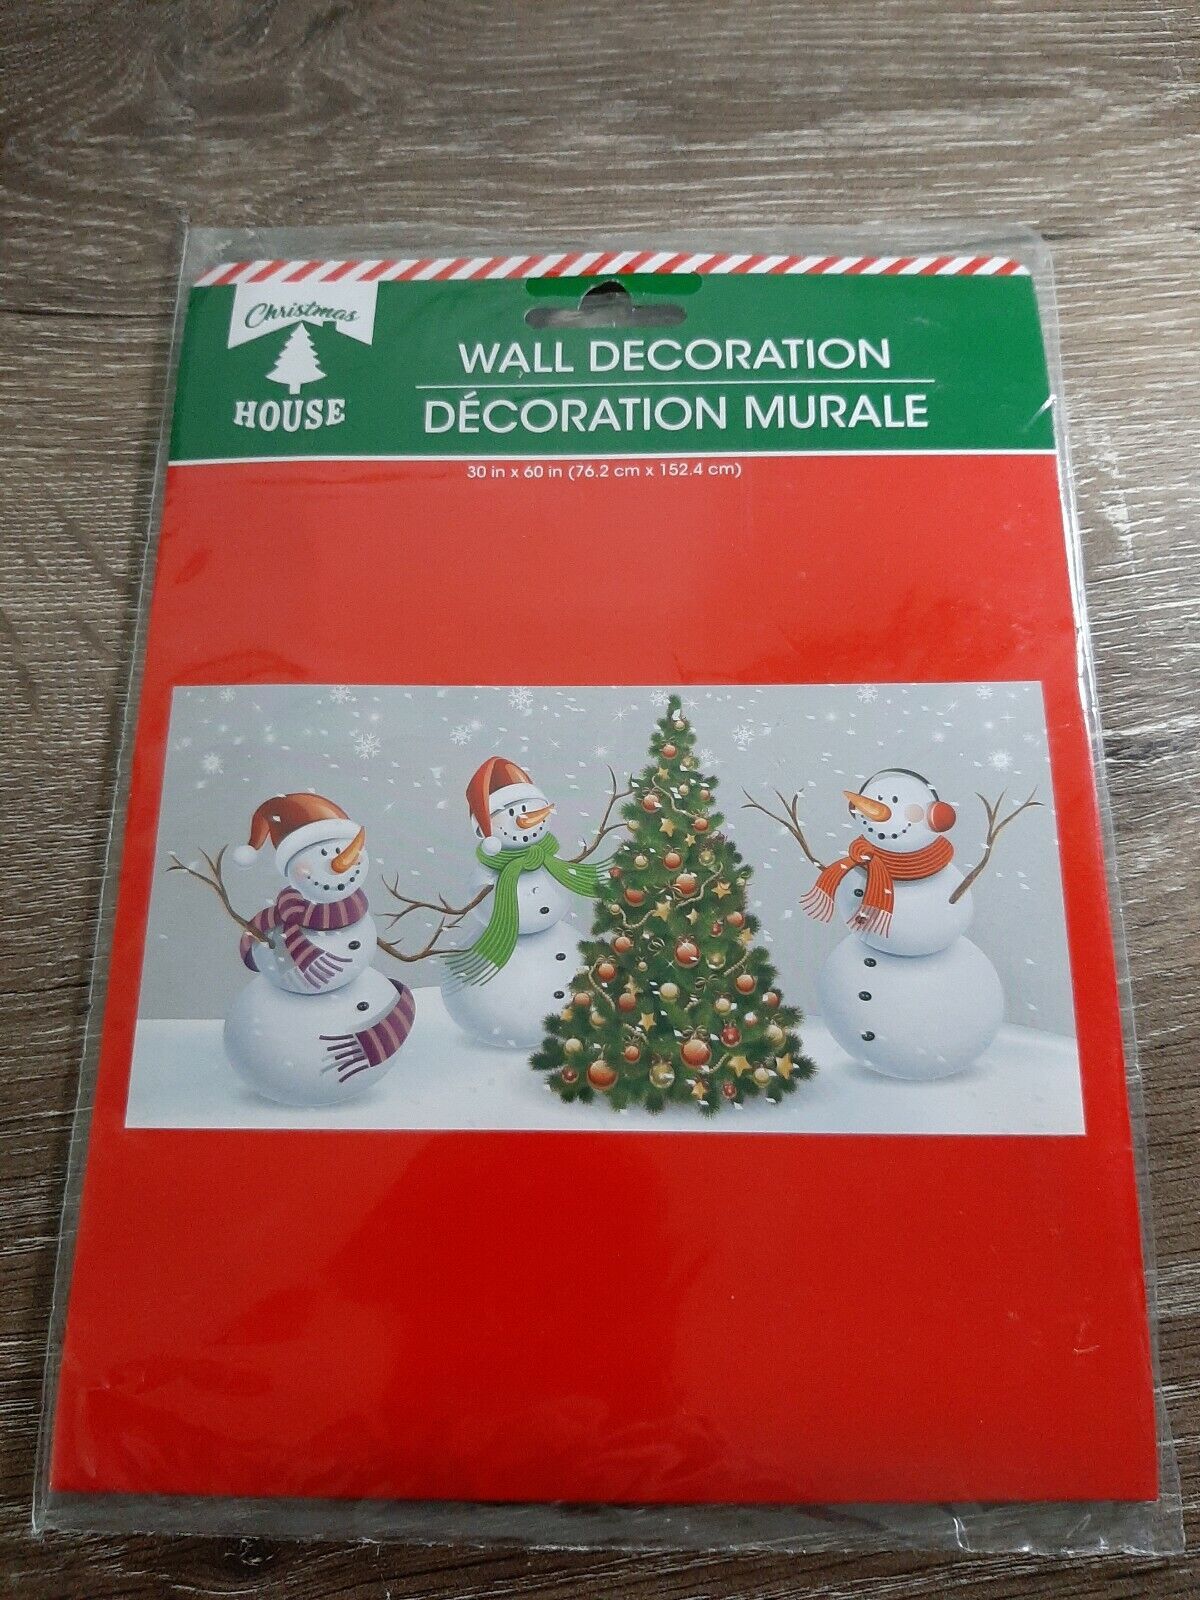 Christmas
HOUSE
WALL DECORATION
DÉCORATION MURALE
30 in x 60 in (76.2 cm x 152.4 cm)